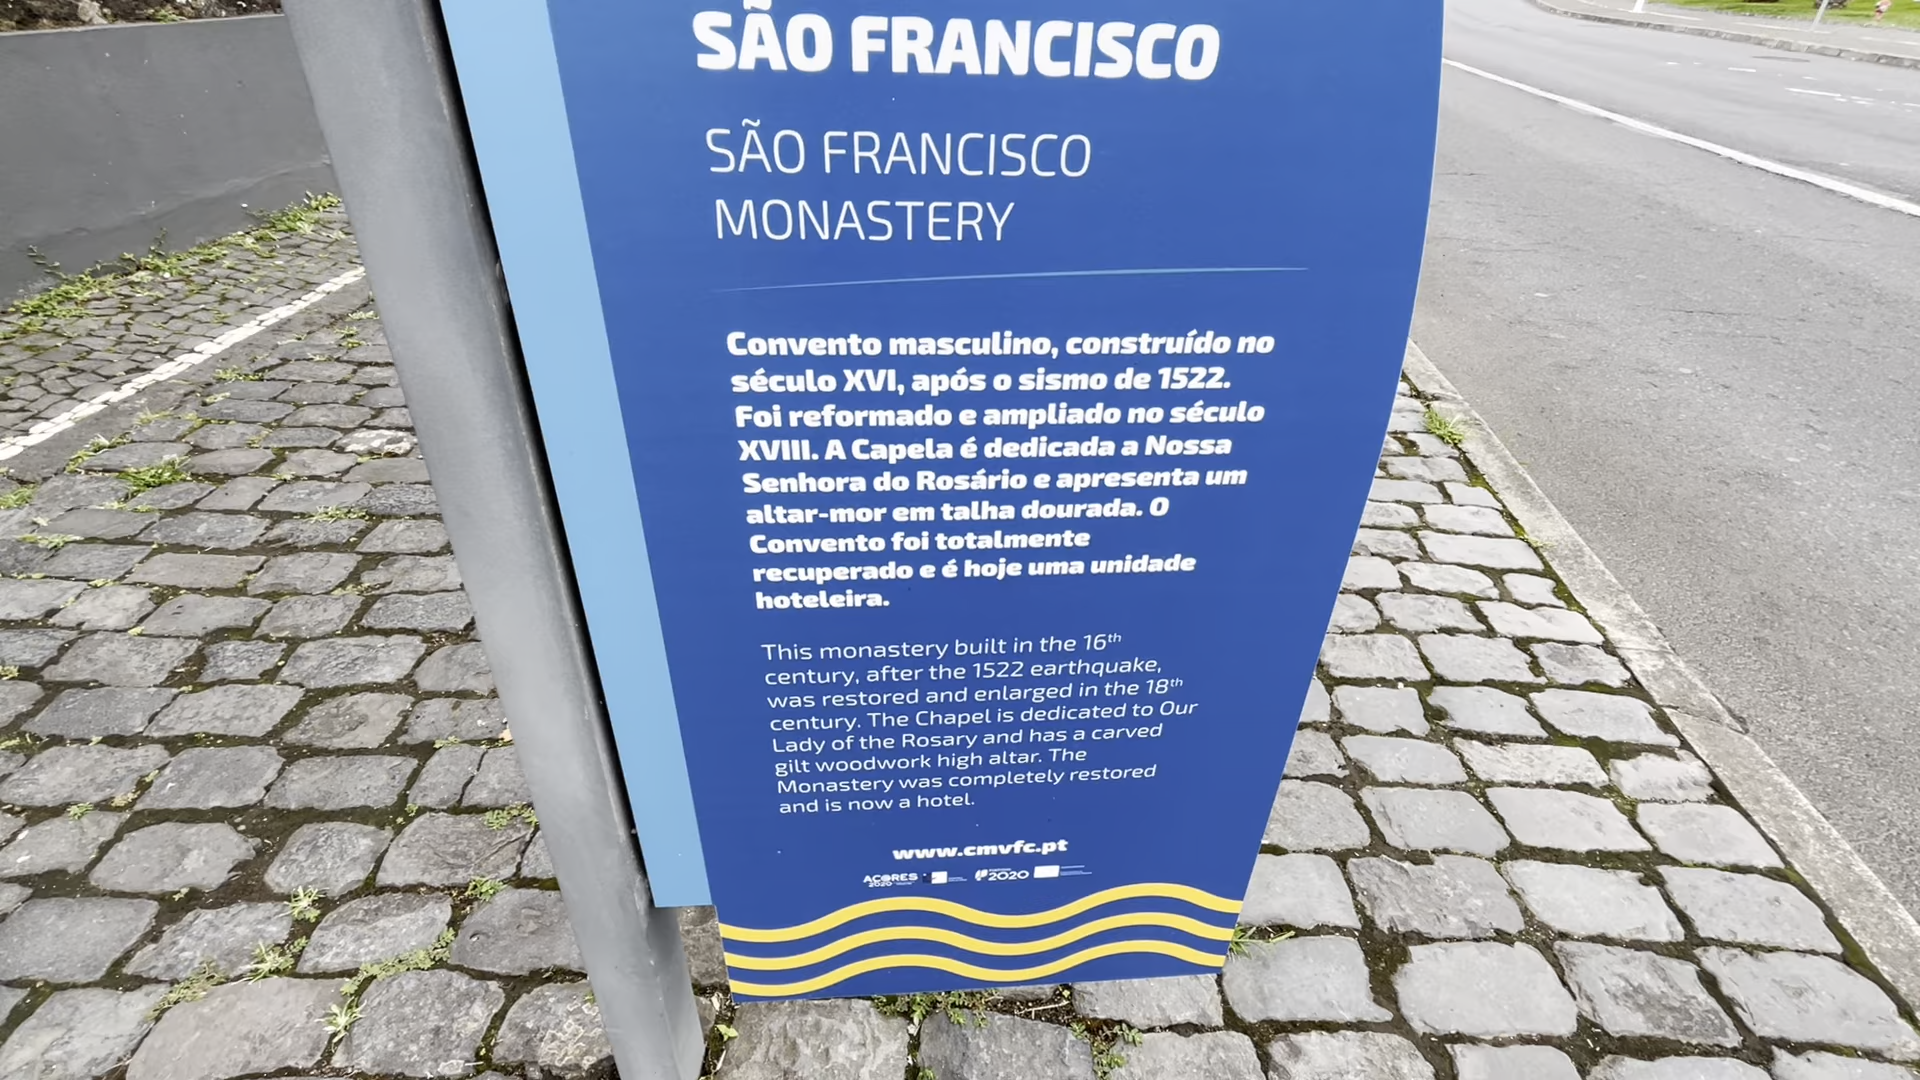 SÃO FRANCISCO
SÃO FRANCISCO
MONASTERY
Convento masculino, construído no
século XVI, após o sismo de 1522.
Foi reformado e ampliado no século
XVIII. A Capela é dedicada a Nossa
Senhora do Rosário e apresenta um
altar-mor em talha dourada. O
Convento foi totalmente
recuperado e é hoje uma unidade
hoteleira.
This monastery built in the 16th
century, after the 1522 earthquake,
was restored and enlarged in the 18th
century. The Chapel is dedicated to Our
Lady of the Rosary and has a carved
gilt woodwork high altar. The
Monastery was completely restored
and is now a hotel.
www.cmvfc.pt
AÇORES
2020
2020